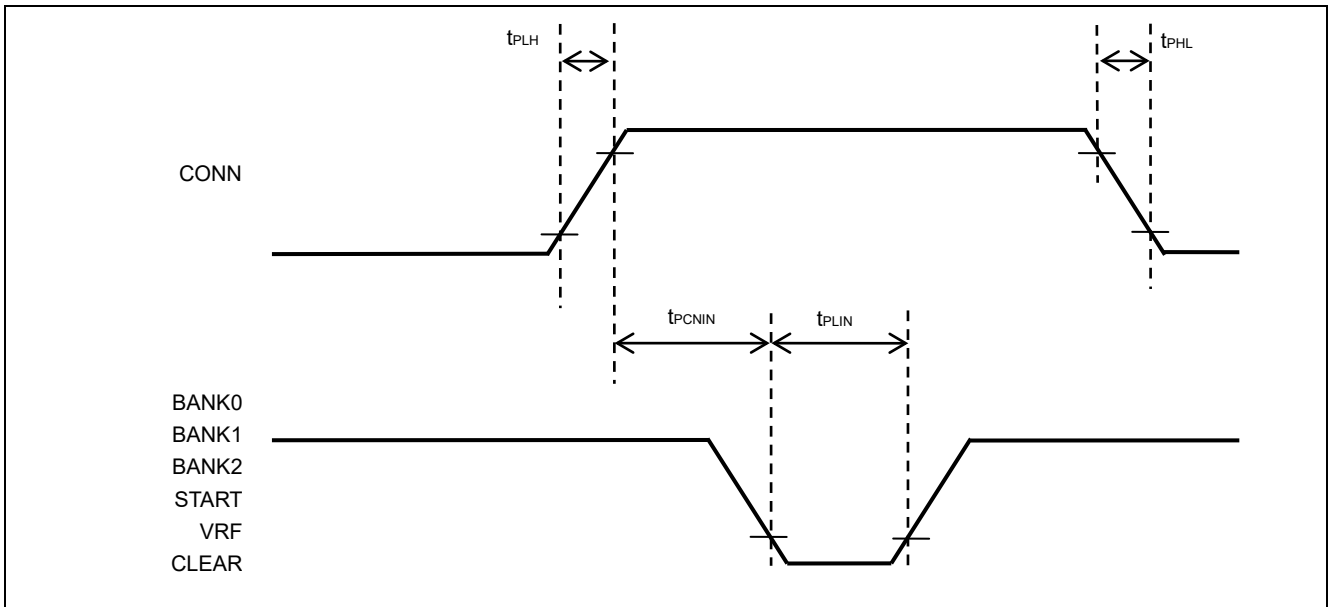 tPLH
tPHL
CONN
tPCNIN
tPLIN
BANK0
BANK1
BANK2
START
VRF
CLEAR